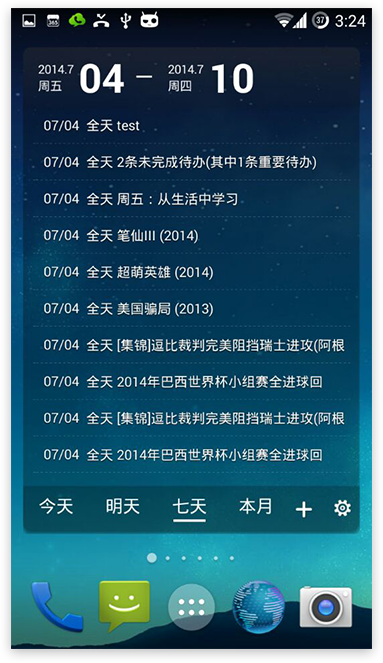 365
37
3:24
2014.7
周五
04
2014.7
周四
10
07/04 全天 test
07/04 全天 2条未完成待办(其中1条重要待办)
07/04 全天 周五：从生活中学习
07/04 全天 笔仙III (2014)
07/04 全天 超萌英雄 (2014)
07/04 全天 美国骗局 (2013)
07/04 全天 [集锦]逗比裁判完美阻挡瑞士进攻(阿根
07/04 全天 2014年巴西世界杯小组赛全进球回
07/04 全天 [集锦]逗比裁判完美阻挡瑞士进攻(阿根
07/04 全天 2014年巴西世界杯小组赛全进球回
今天 明天 七天 本月